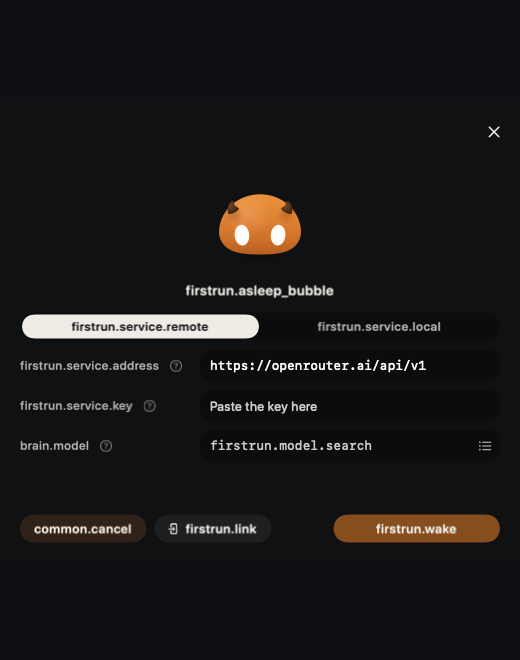 firstrun.asleep_bubble
firstrun.service.remote firstrun.service.local
firstrun.service.address https://openrouter.ai/api/v1
firstrun.service.key Paste the key here
brain.model firstrun.model.search
common.cancel firstrun.link firstrun.wake